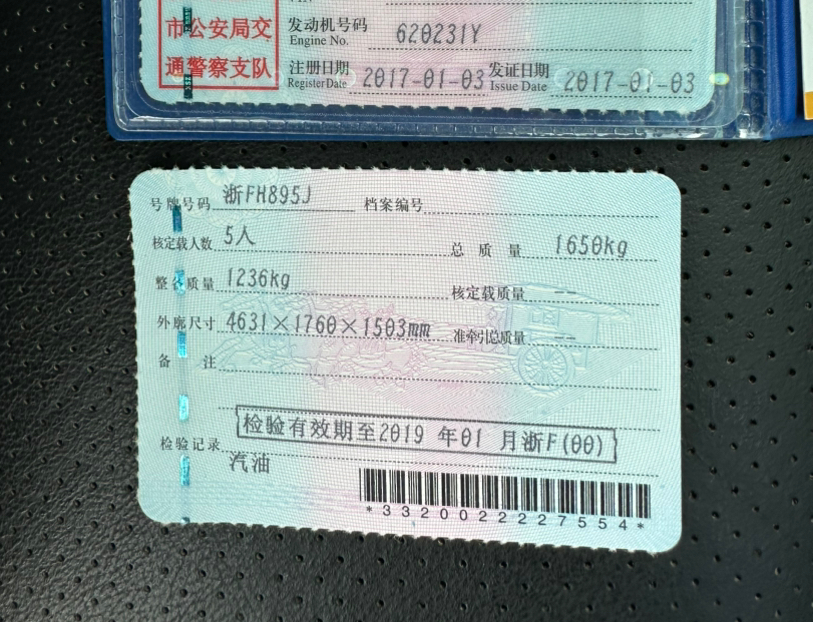 市公安局交
通警察支队
发动机号码 620231Y
Engine No.
注册日期 2017-01-03 发证日期 2017-01-03
Register Date Issue Date
号牌号码 浙FH895J 档案编号
核定载人数 5人 总质量 1650kg
整备质量 1236kg 核定载质量 --
外廓尺寸 4631×1760×1503mm 准牵引总质量 --
备注
检验有效期至2019 年01 月浙F(00)
检验记录
汽油
*3320022227554*